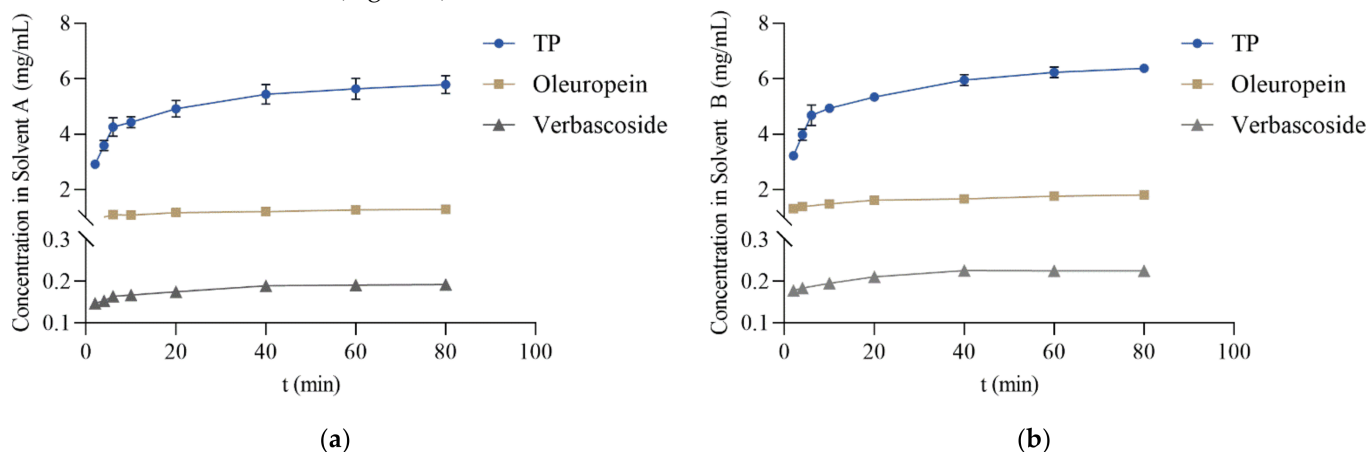 Concentration in Solvent A (mg/mL)
8
6
4
2
0.3
0.2
0.1
0 20 40 60 80 100
t (min)
TP
Oleuropein
Verbascoside
(a)
Concentration in Solvent B (mg/mL)
8
6
4
2
0.3
0.2
0.1
0 20 40 60 80 100
t (min)
TP
Oleuropein
Verbascoside
(b)